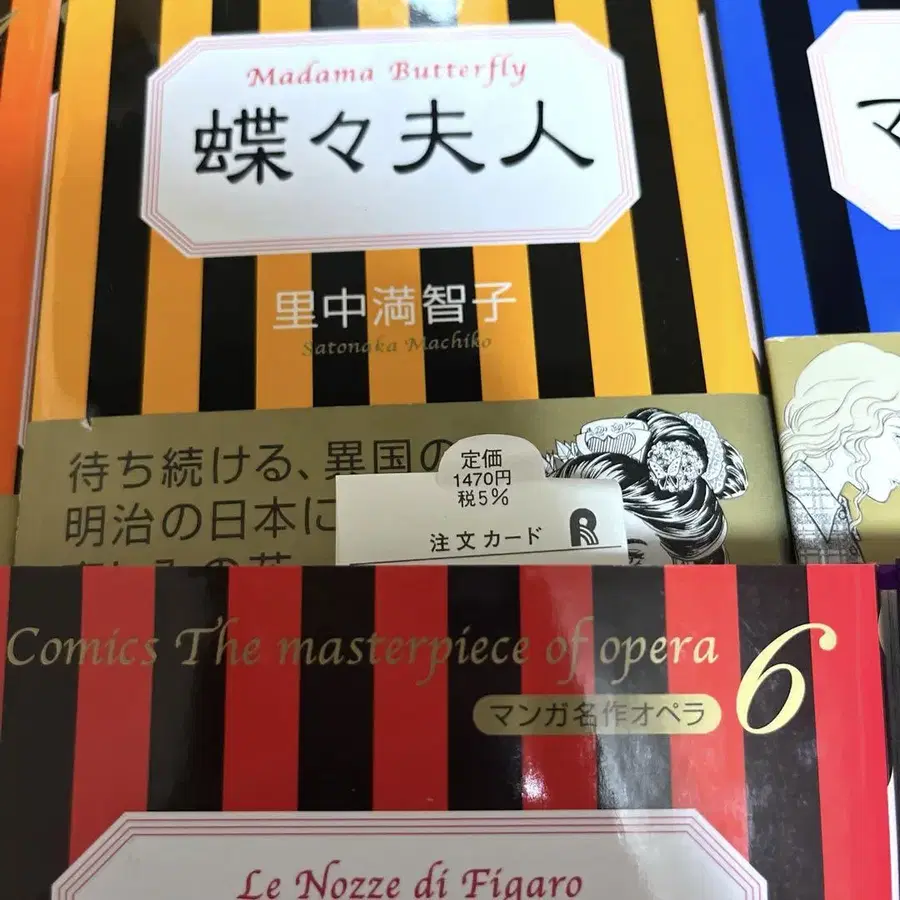 Madama Butterfly
蝶々夫人
里中満智子
Satonaka Machiko
待ち続ける、異国の
明治の日本に
定価
1470円
税5%
注文カード
マ
Comics The masterpiece of opera 6
マンガ名作オペラ
Le Nozze di Figaro